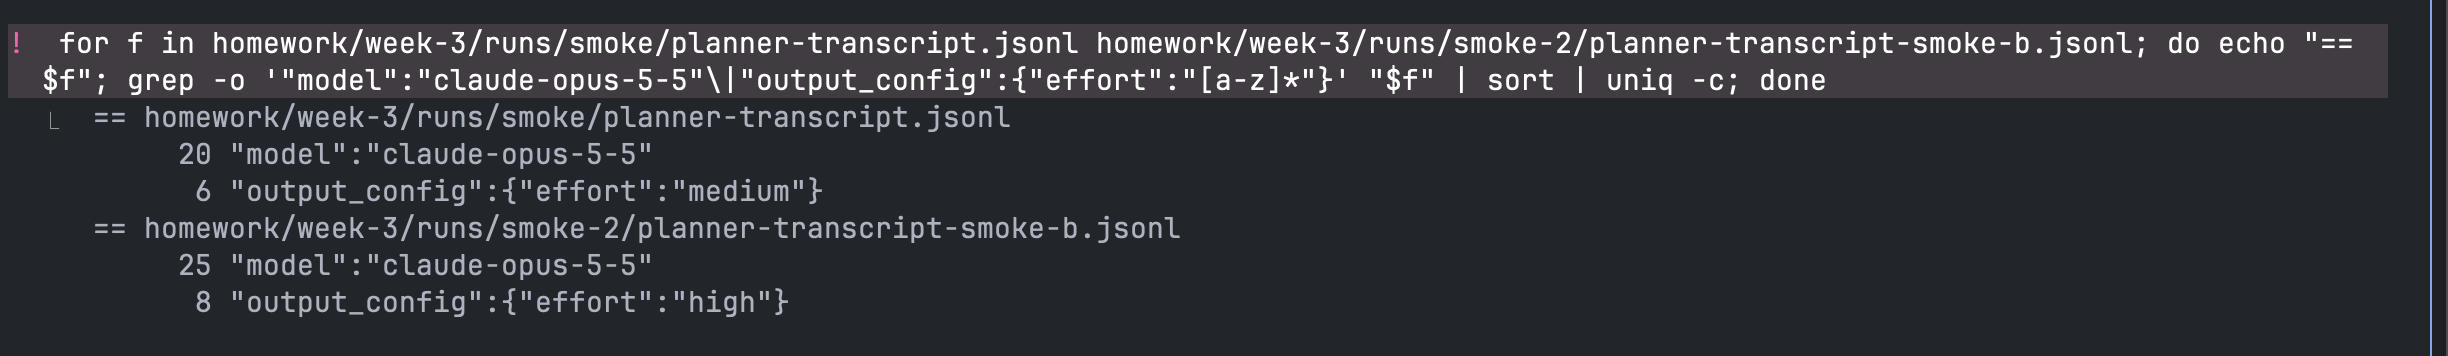 ! for f in homework/week-3/runs/smoke/planner-transcript.jsonl homework/week-3/runs/smoke-2/planner-transcript-smoke-b.jsonl; do echo "==
$f"; grep -o '"model":"claude-opus-5-5"\|"output_config":{"effort":"[a-z]*"}' "$f" | sort | uniq -c; done
⎿ == homework/week-3/runs/smoke/planner-transcript.jsonl
20 "model":"claude-opus-5-5"
6 "output_config":{"effort":"medium"}
== homework/week-3/runs/smoke-2/planner-transcript-smoke-b.jsonl
25 "model":"claude-opus-5-5"
8 "output_config":{"effort":"high"}